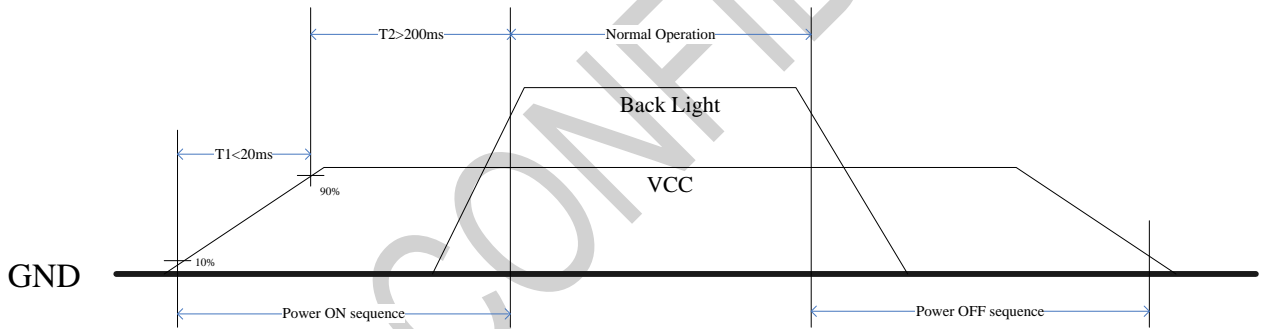 T2>200ms
Normal Operation
Back Light
T1<20ms
90%
VCC
10%
GND
Power ON sequence
Power OFF sequence